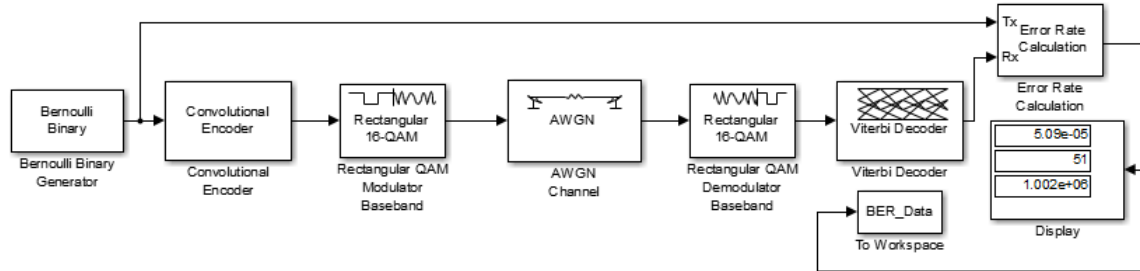 Tx
Rx
Error Rate
Calculation
Error Rate
Calculation
Bernoulli
Binary
Bernoulli Binary
Generator
Convolutional
Encoder
Convolutional
Encoder
Rectangular
16-QAM
Rectangular QAM
Modulator
Baseband
AWGN
AWGN
Channel
Rectangular
16-QAM
Rectangular QAM
Demodulator
Baseband
Viterbi Decoder
Viterbi Decoder
5.09e-05
51
1.002e+06
Display
BER_Data
To Workspace